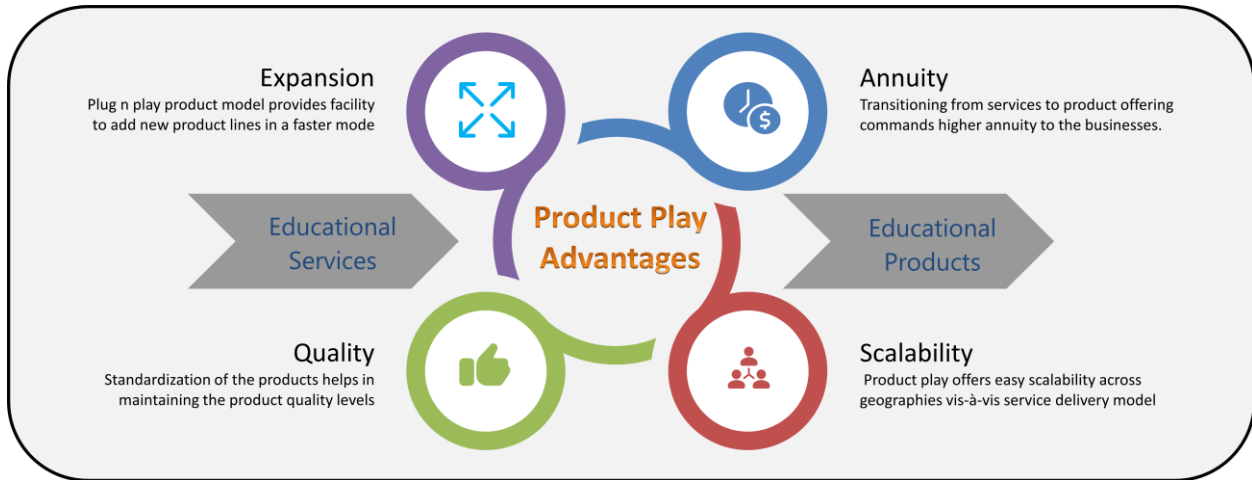 Expansion
Plug n play product model provides facility
to add new product lines in a faster mode
Annuity
Transitioning from services to product offering
commands higher annuity to the businesses.
$
Educational
Services
Product Play
Advantages
Educational
Products
Quality
Standardization of the products helps in
maintaining the product quality levels
Scalability
Product play offers easy scalability across
geographies vis-à-vis service delivery model